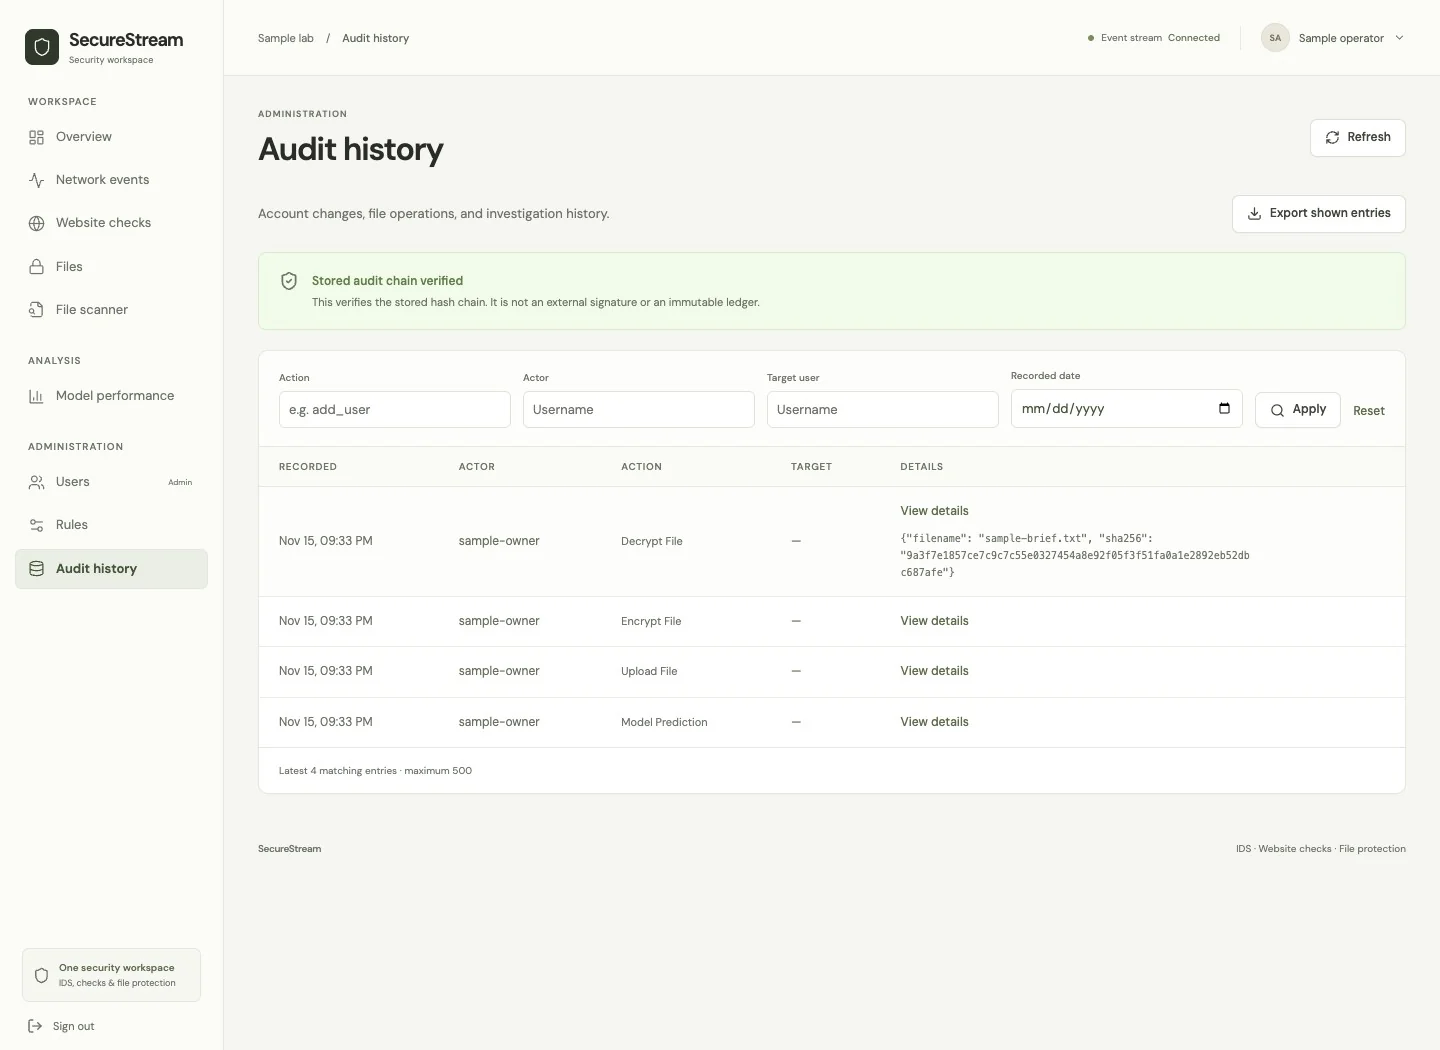 SecureStream
Security workspace
WORKSPACE
Overview
Network events
Website checks
Files
File scanner
ANALYSIS
Model performance
ADMINISTRATION
Users Admin
Rules
Audit history
One security workspace
IDS, checks & file protection
Sign out
Sample lab / Audit history
Event stream Connected
SA Sample operator
ADMINISTRATION
Audit history
Refresh
Account changes, file operations, and investigation history.
Export shown entries
Stored audit chain verified
This verifies the stored hash chain. It is not an external signature or an immutable ledger.
Action Actor Target user Recorded date
e.g. add_user Username Username mm/dd/yyyy Apply Reset
RECORDED ACTOR ACTION TARGET DETAILS
Nov 15, 09:33 PM sample-owner Decrypt File — View details
{"filename": "sample-brief.txt", "sha256":
"9a3f7e1857ce7c9c7c55e0327454a8e92f05f3f51fa0a1e2892eb52db
c687afe"}
Nov 15, 09:33 PM sample-owner Encrypt File — View details
Nov 15, 09:33 PM sample-owner Upload File — View details
Nov 15, 09:33 PM sample-owner Model Prediction — View details
Latest 4 matching entries · maximum 500
SecureStream
IDS · Website checks · File protection